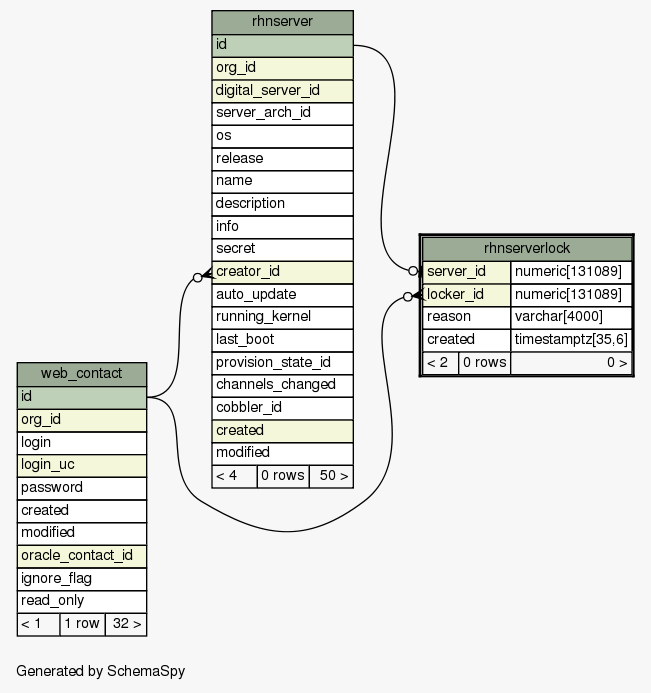 rhnserver
id
org_id
digital_server_id
server_arch_id
os
release
name
description
info
secret
creator_id
auto_update
running_kernel
last_boot
provision_state_id
channels_changed
cobbler_id
created
modified
< 4 0 rows 50 >
rhnserverlock
server_id numeric[131089]
locker_id numeric[131089]
reason varchar[4000]
created timestamptz[35,6]
< 2 0 rows 0 >
web_contact
id
org_id
login
login_uc
password
created
modified
oracle_contact_id
ignore_flag
read_only
< 1 1 row 32 >
Generated by SchemaSpy